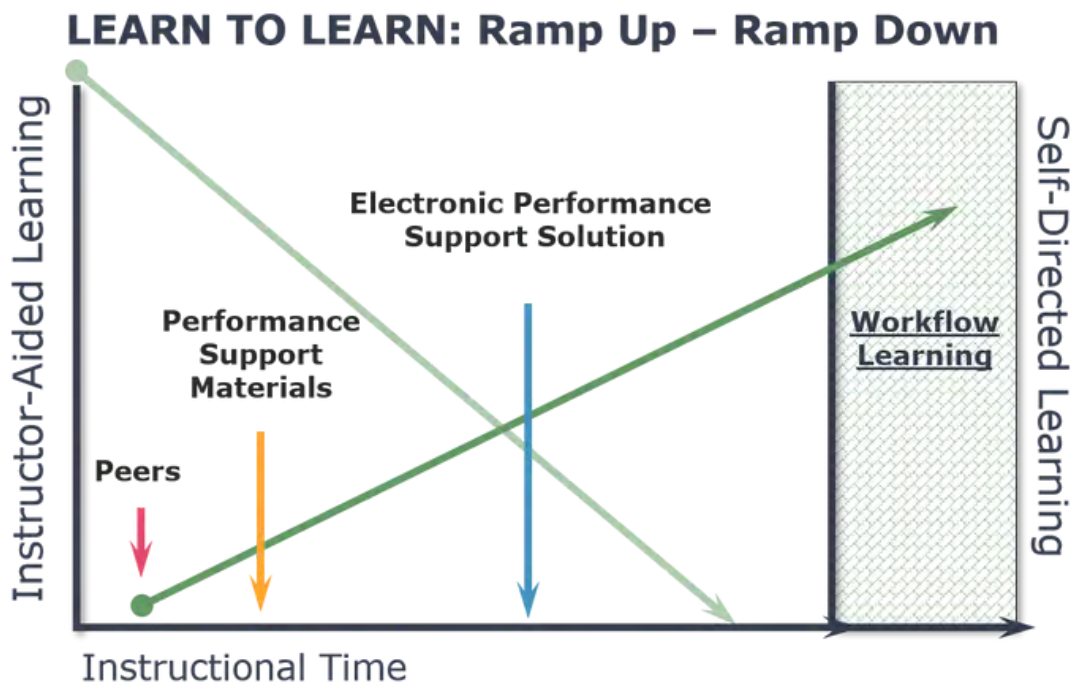 LEARN TO LEARN: Ramp Up – Ramp Down
Instructor-Aided Learning
Electronic Performance
Support Solution
Performance
Support
Materials
Peers
Workflow
Learning
Self-Directed Learning
Instructional Time